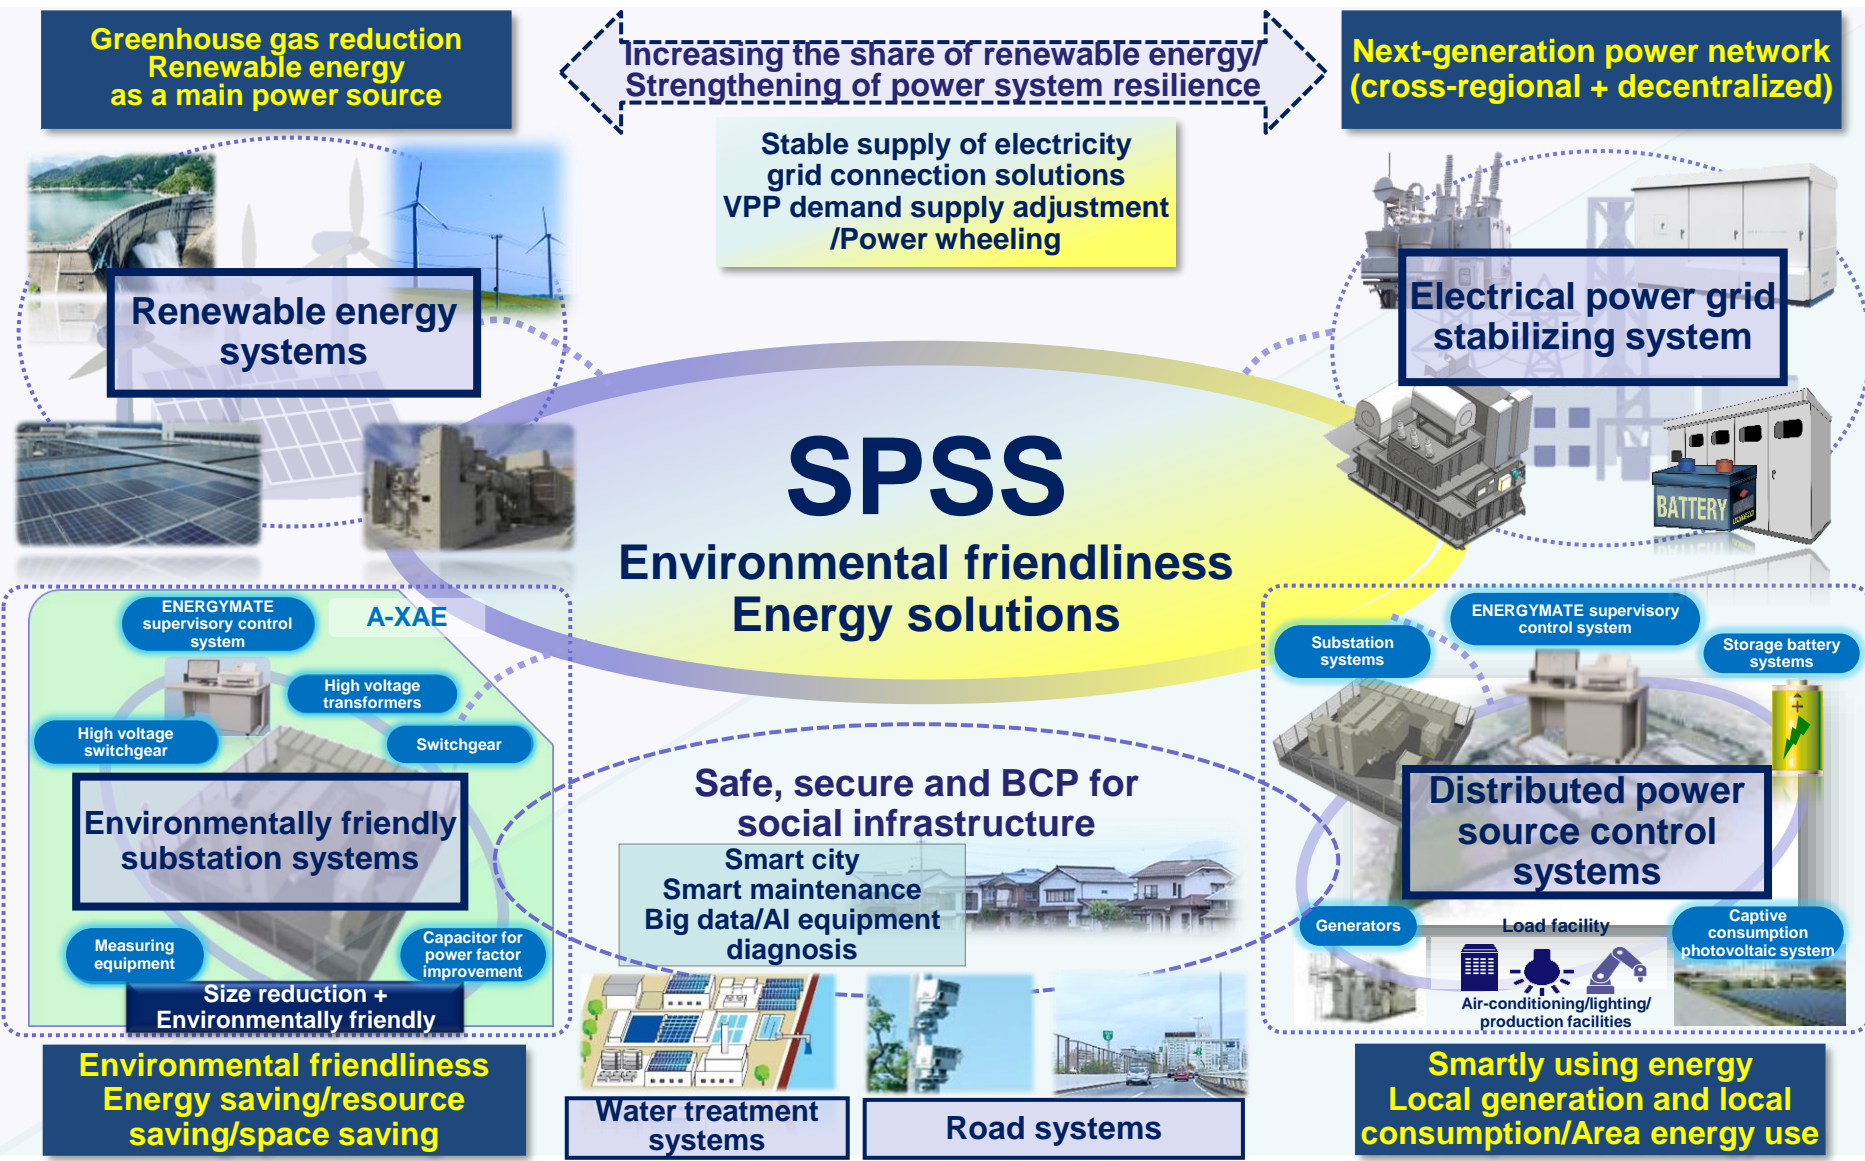 Greenhouse gas reduction
Renewable energy
as a main power source
Increasing the share of renewable energy/
Strengthening of power system resilience
Next-generation power network
(cross-regional + decentralized)
Stable supply of electricity
grid connection solutions
VPP demand supply adjustment
/Power wheeling
Renewable energy
systems
Electrical power grid
stabilizing system
BATTERY
SPSS
Environmental friendliness
Energy solutions
ENERGYMATE
supervisory control
system
A-XAE
High voltage
transformers
High voltage
switchgear
Switchgear
Environmentally friendly
substation systems
Measuring
equipment
Capacitor for
power factor
improvement
Size reduction +
Environmentally friendly
Environmental friendliness
Energy saving/resource
saving/space saving
Safe, secure and BCP for
social infrastructure
Smart city
Smart maintenance
Big data/AI equipment
diagnosis
Water treatment
systems
Road systems
ENERGYMATE supervisory
control system
Substation
systems
Storage battery
systems
+
Distributed power
source control
systems
Generators
Load facility
Captive
consumption
photovoltaic system
Air-conditioning/lighting/
production facilities
Smartly using energy
Local generation and local
consumption/Area energy use